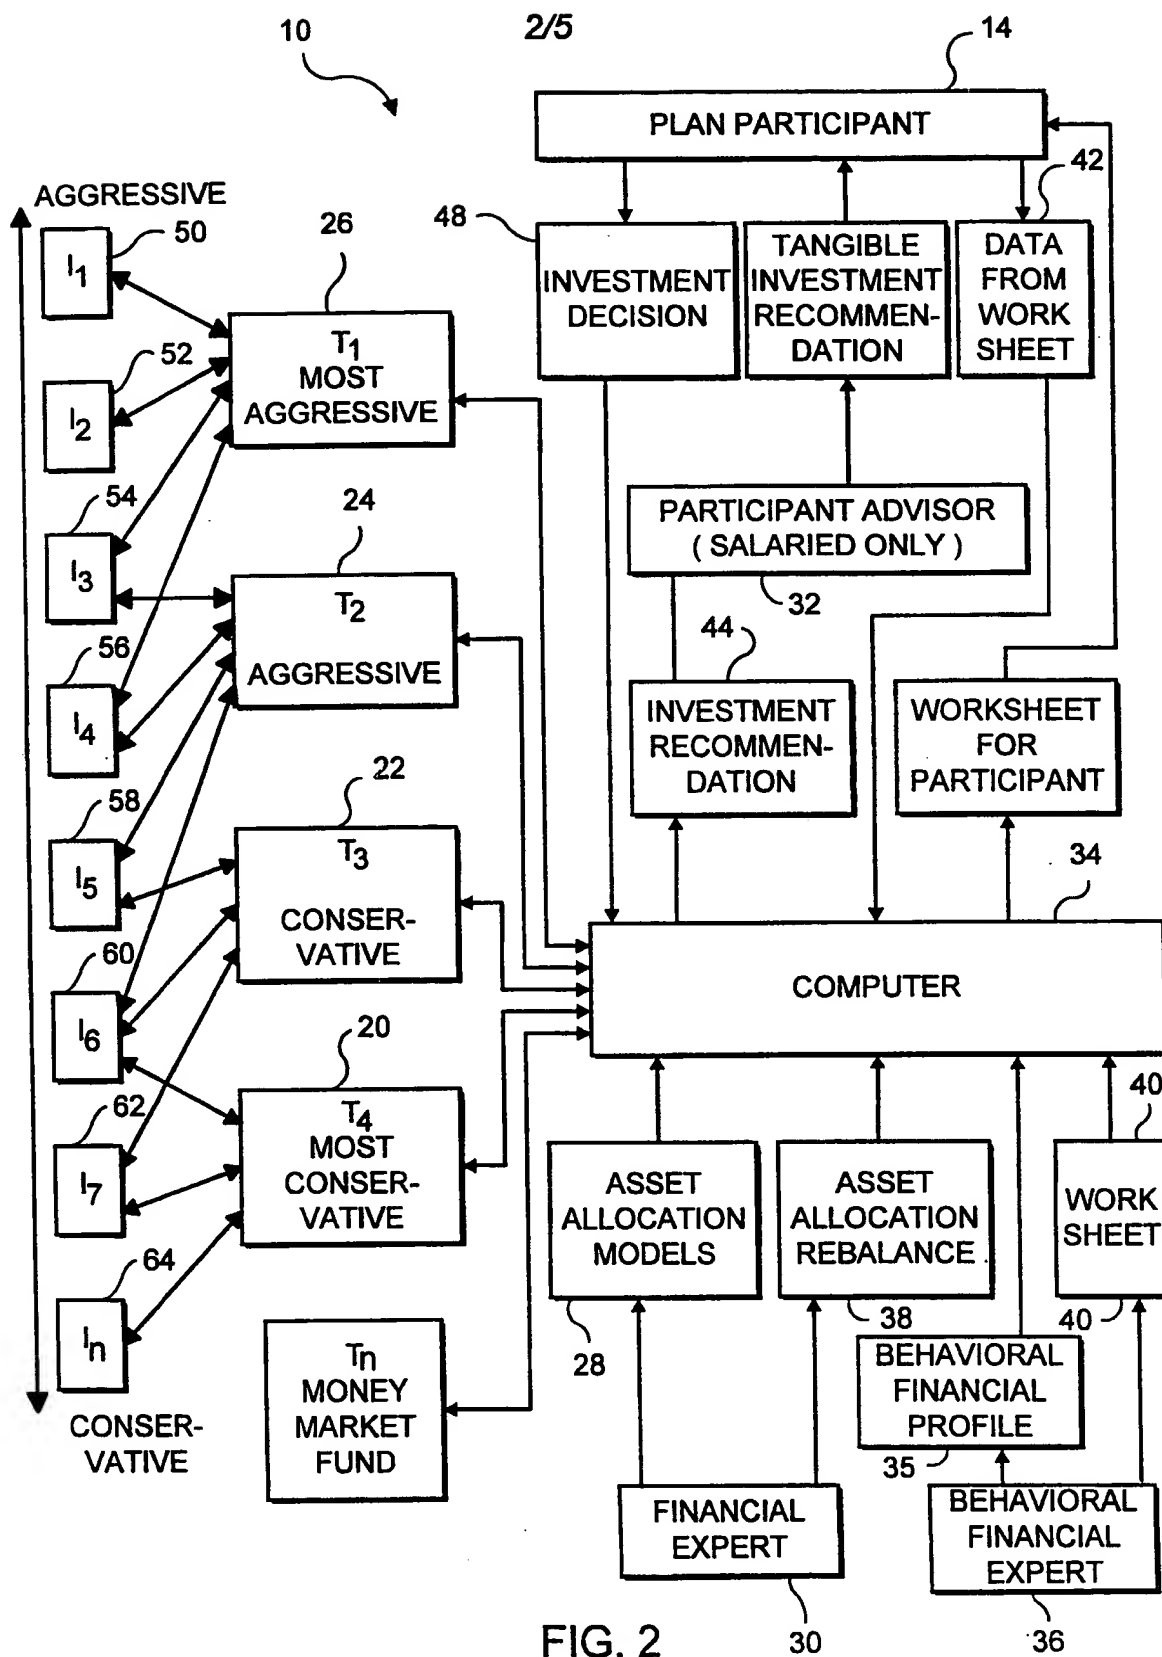 2/5
10
14
PLAN PARTICIPANT
42
AGGRESSIVE
50
26
48
I1
INVESTMENT
DECISION
TANGIBLE
INVESTMENT
RECOMMEN-
DATION
DATA
FROM
WORK
SHEET
52
T1
MOST
AGGRESSIVE
I2
54
24
PARTICIPANT ADVISOR
( SALARIED ONLY )
32
I3
T2
AGGRESSIVE
44
56
I4
INVESTMENT
RECOMMEN-
DATION
WORKSHEET
FOR
PARTICIPANT
58
22
34
I5
T3
CONSER-
VATIVE
COMPUTER
60
I6
20
40
62
T4
MOST
CONSER-
VATIVE
I7
ASSET
ALLOCATION
MODELS
ASSET
ALLOCATION
REBALANCE
WORK
SHEET
64
28
38
40
In
Tn
MONEY
MARKET
FUND
BEHAVIORAL
FINANCIAL
PROFILE
35
CONSER-
VATIVE
FINANCIAL
EXPERT
BEHAVIORAL
FINANCIAL
EXPERT
30
36
FIG. 2